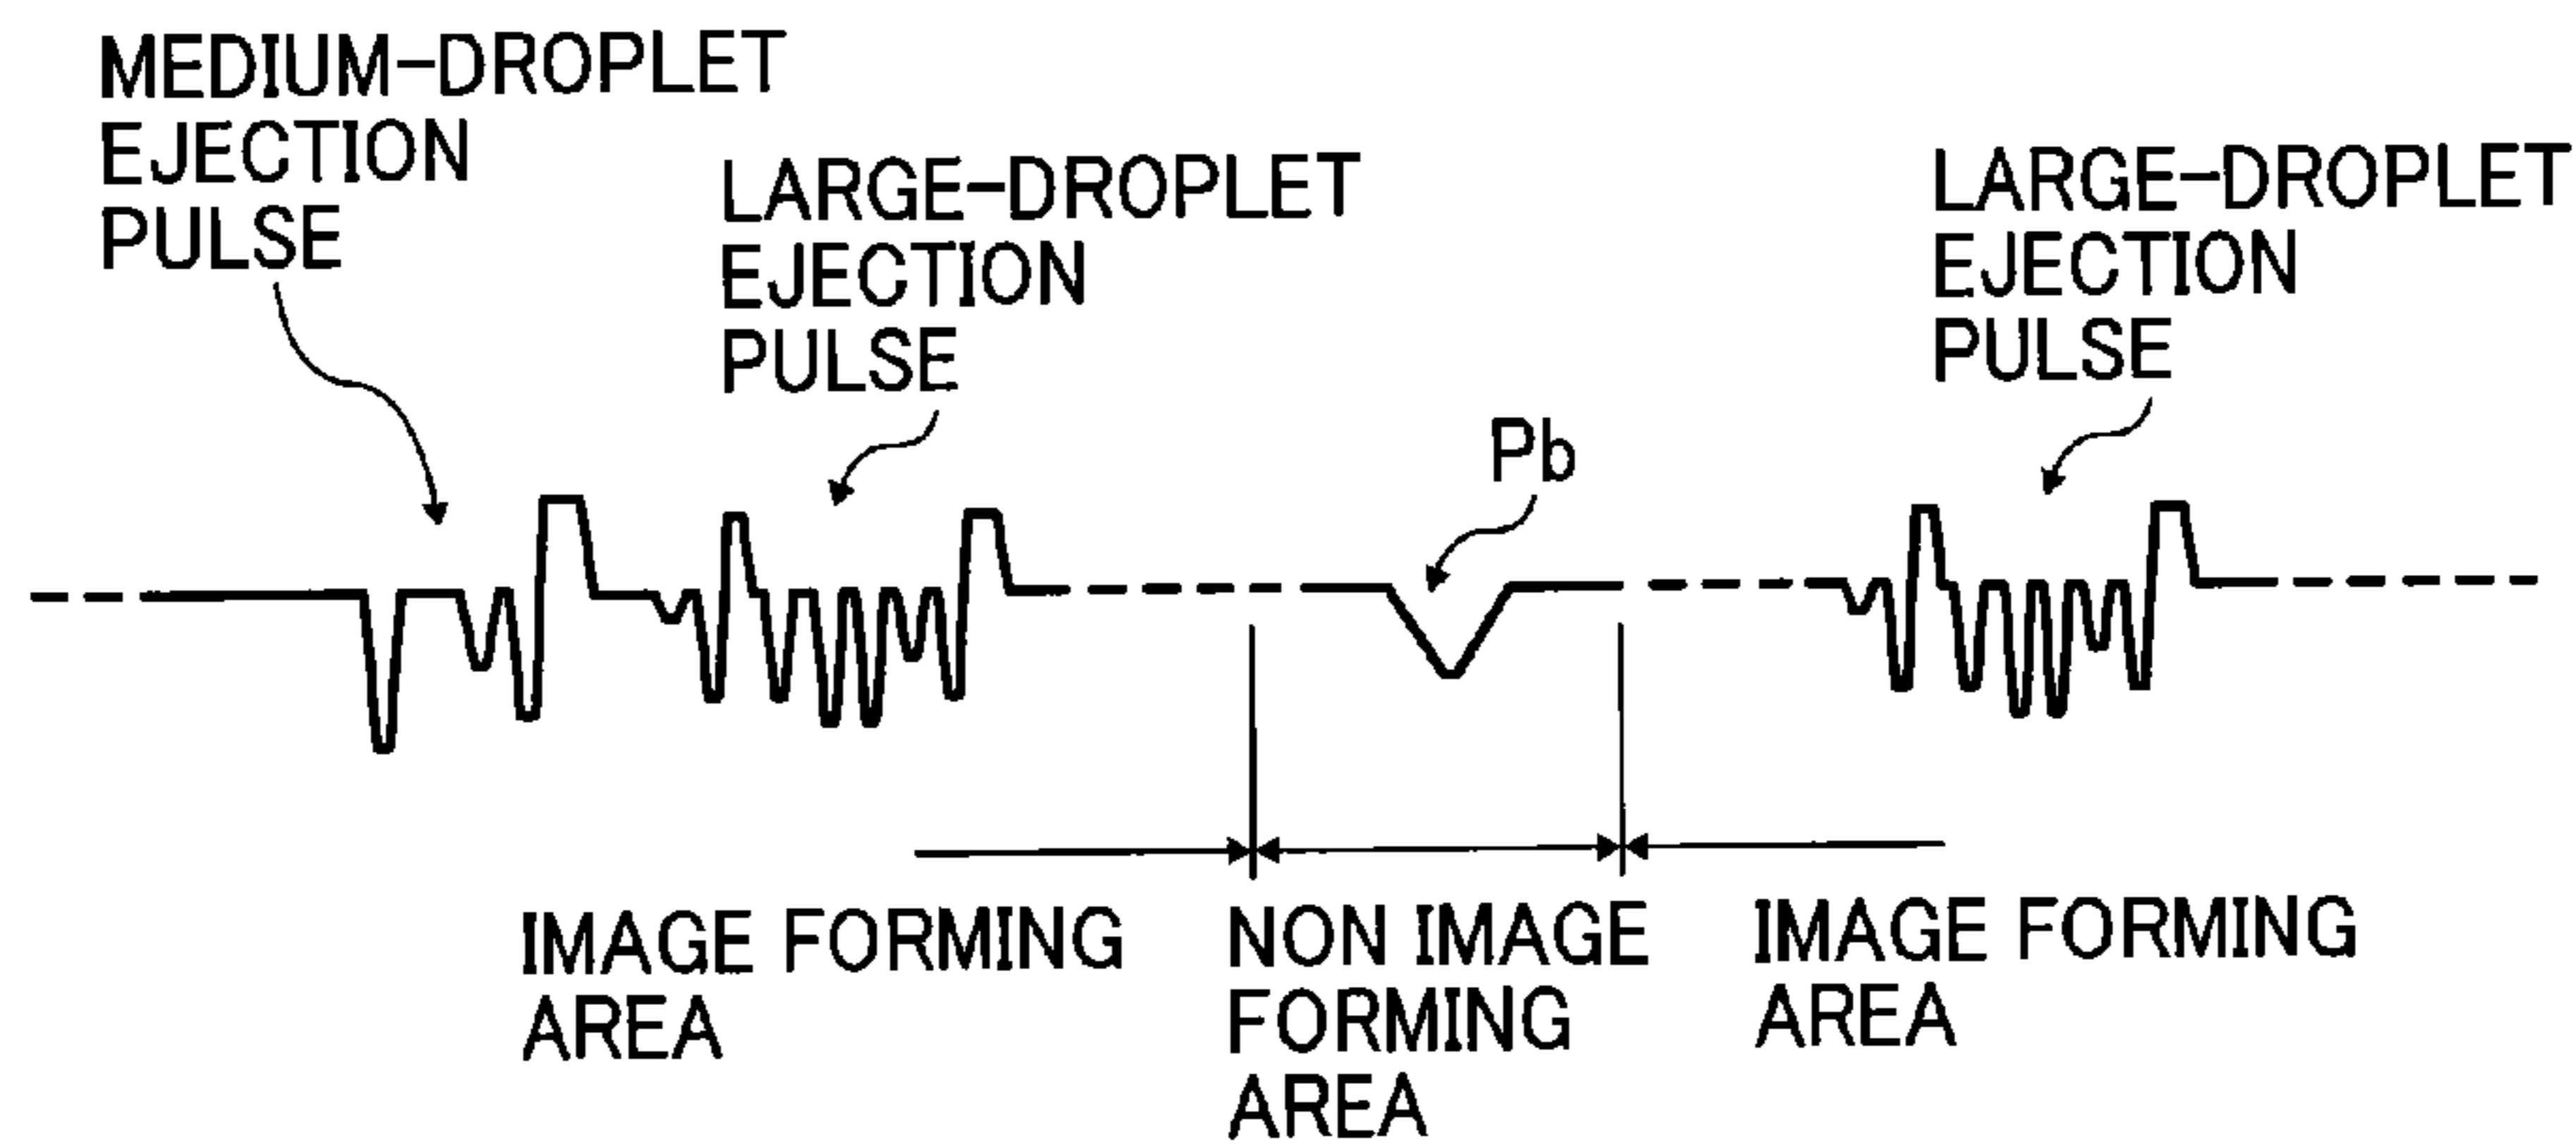 MEDIUM-DROPLET
EJECTION
PULSE
LARGE-DROPLET
EJECTION
PULSE
Pb
LARGE-DROPLET
EJECTION
PULSE
IMAGE FORMING
AREA
NON IMAGE
FORMING
AREA
IMAGE FORMING
AREA